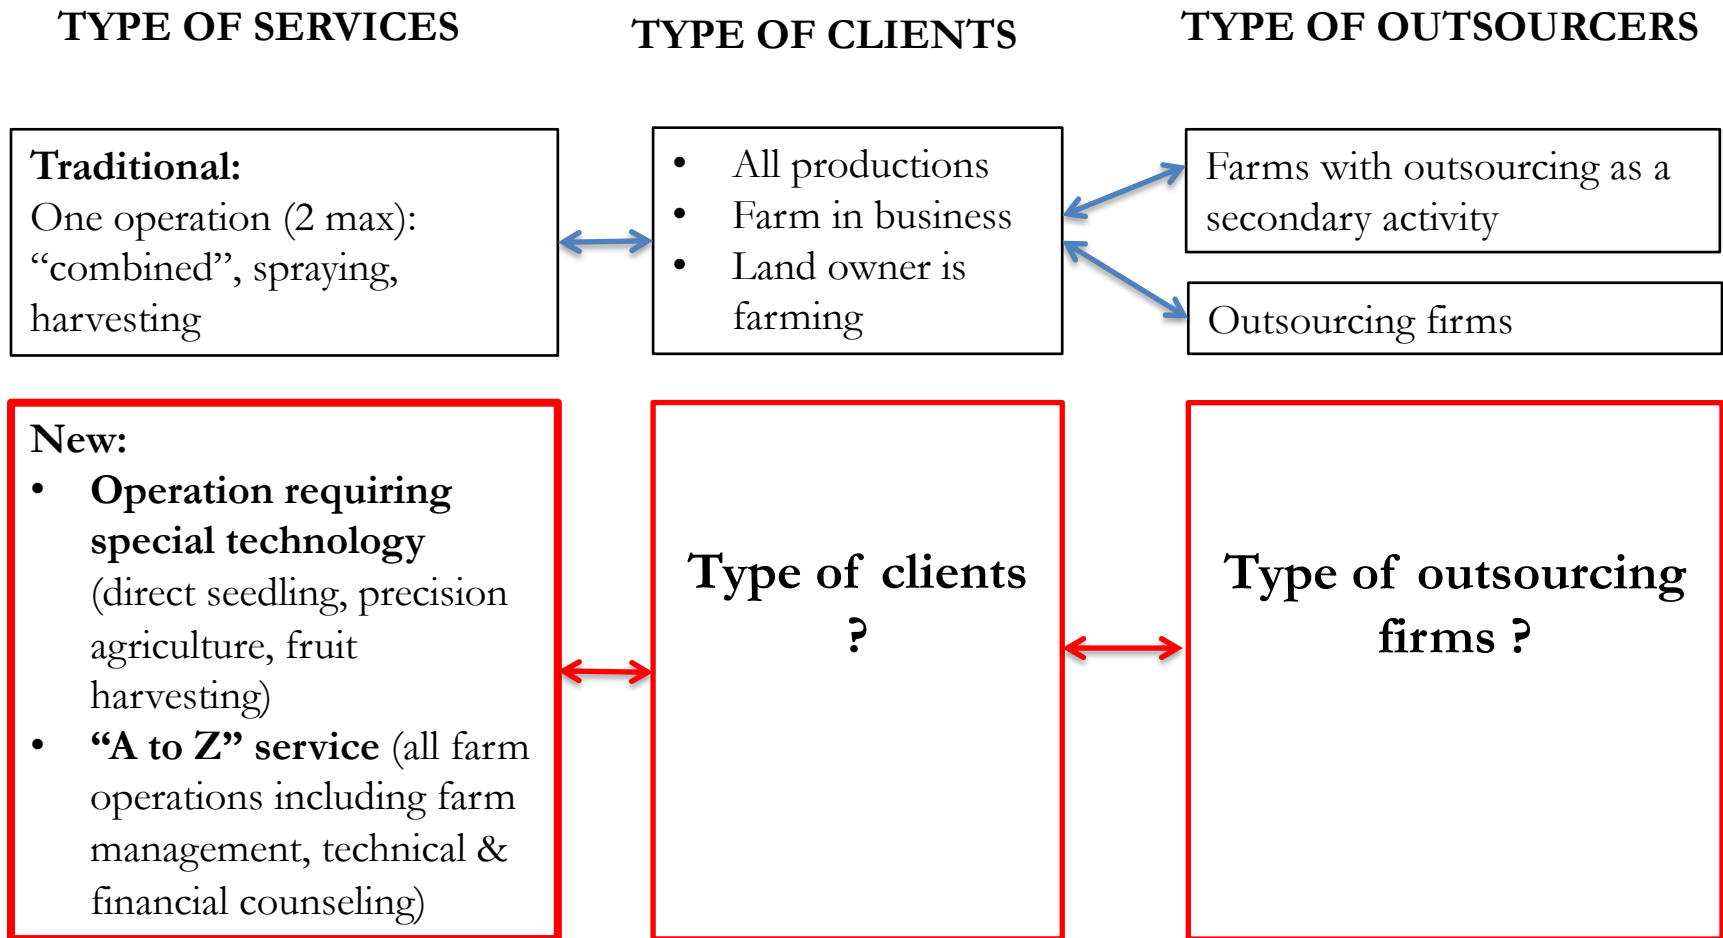 TYPE OF SERVICES
TYPE OF CLIENTS
TYPE OF OUTSOURCERS
Traditional:
One operation (2 max):
“combined”, spraying,
harvesting
• All productions
• Farm in business
• Land owner is
farming
Farms with outsourcing as a
secondary activity
Outsourcing firms
New:
• Operation requiring
special technology
(direct seedling, precision
agriculture, fruit
harvesting)
• “A to Z” service (all farm
operations including farm
management, technical &
financial counseling)
Type of clients
?
Type of outsourcing
firms ?